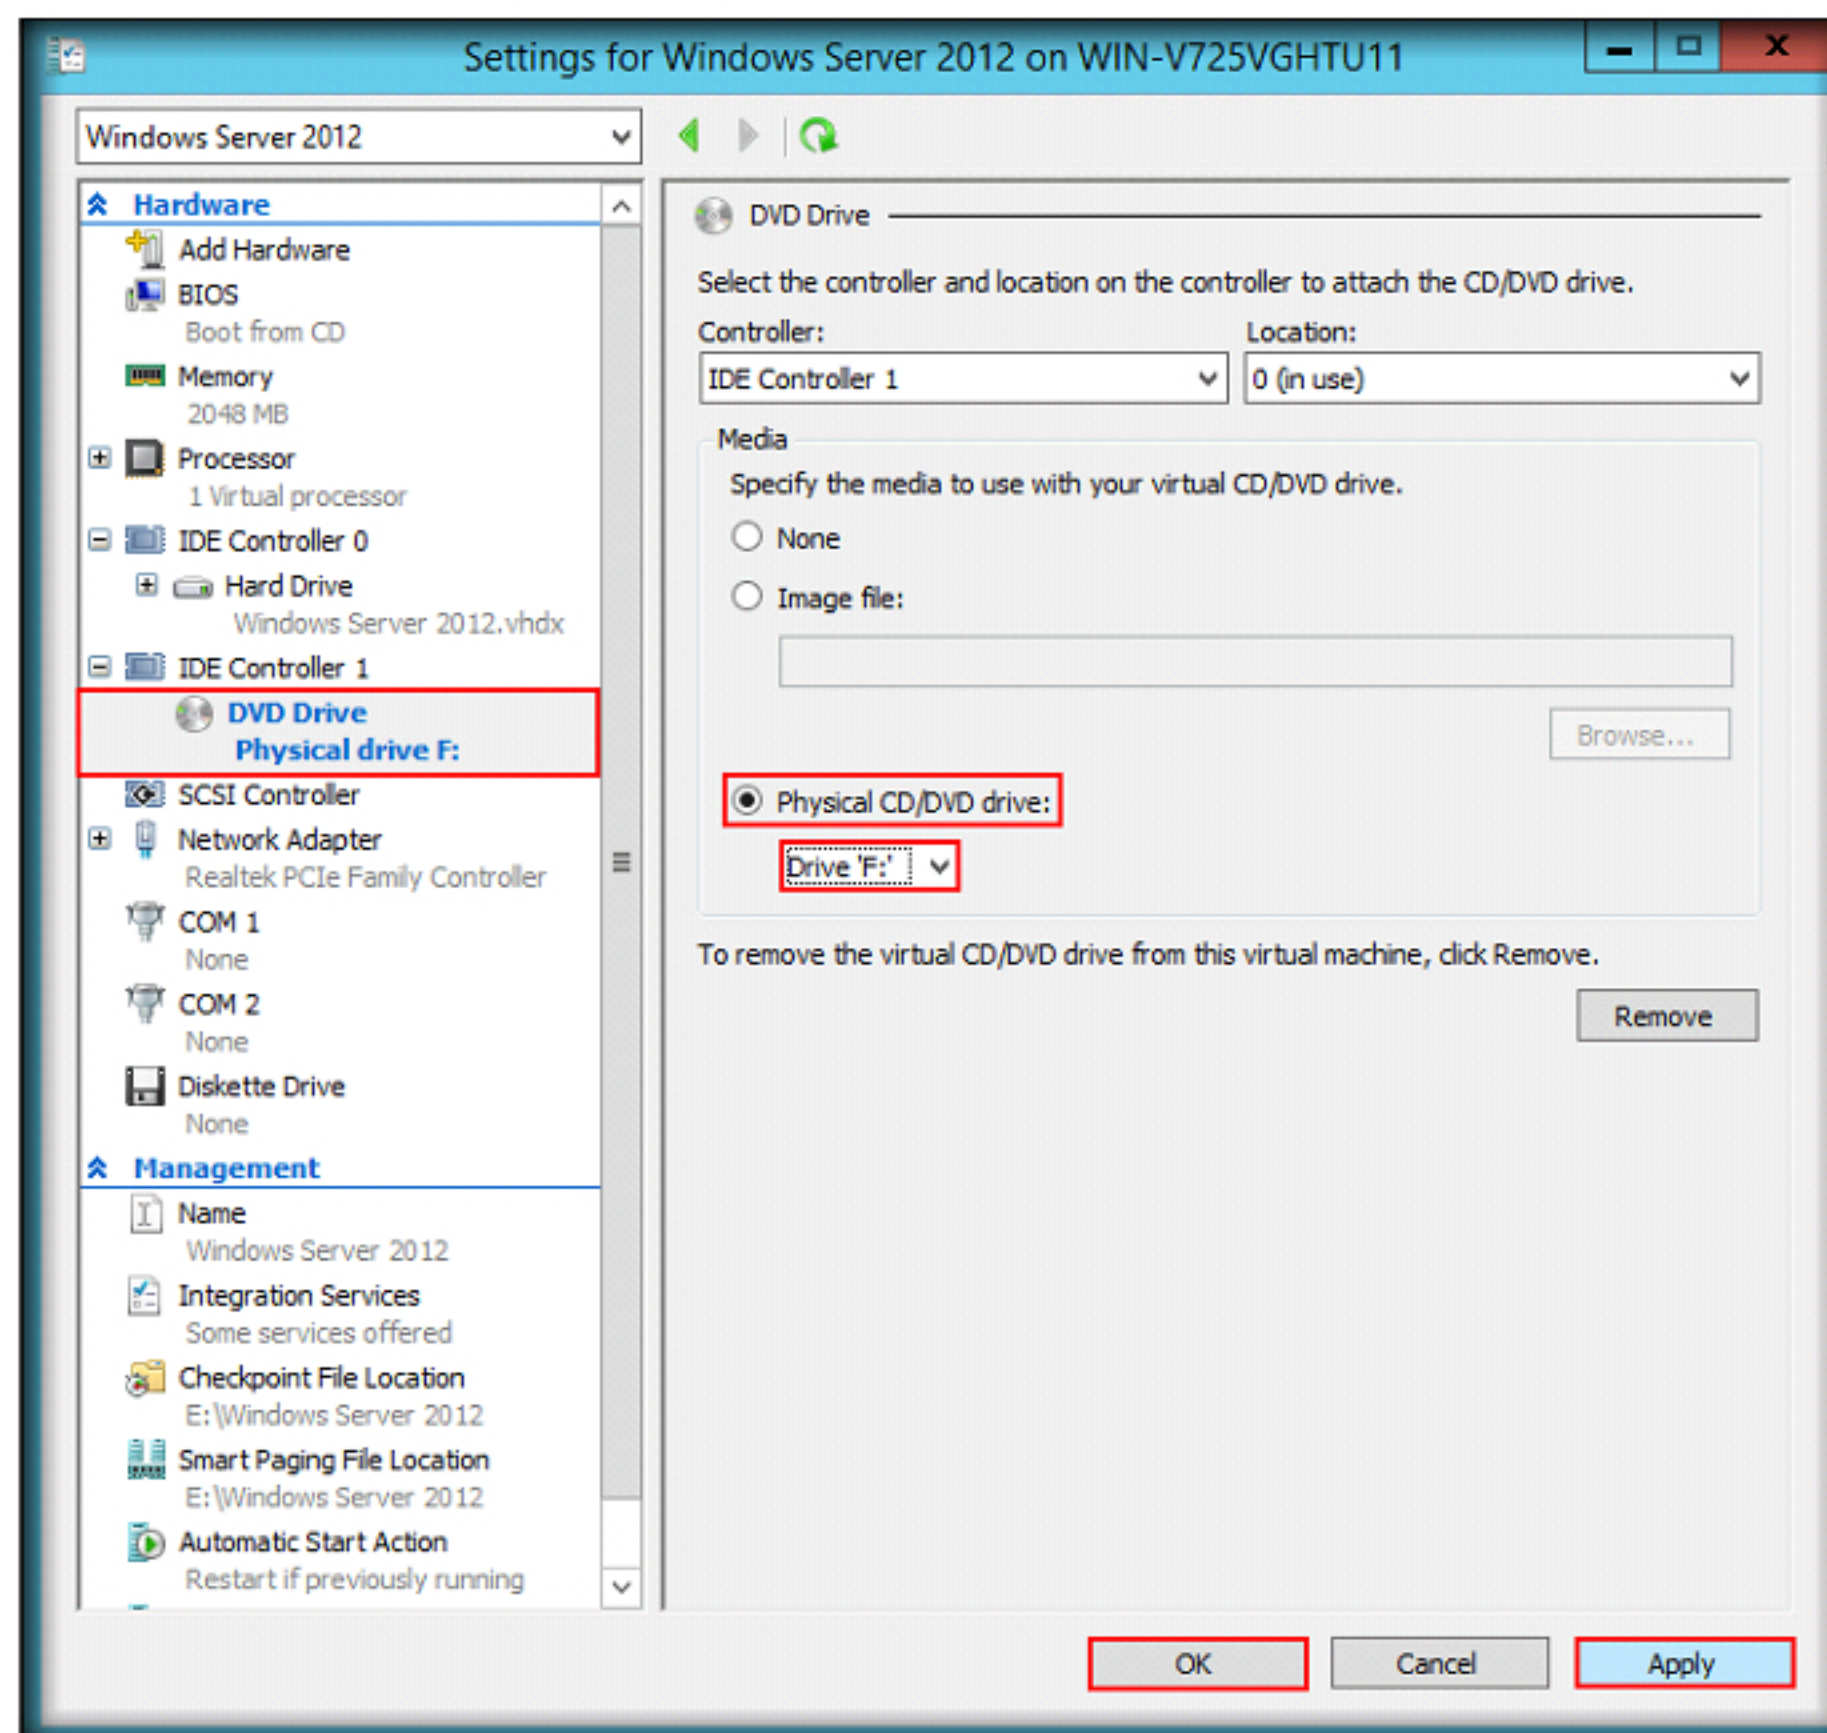 Settings for Windows Server 2012 on WIN-V725VGHTU11
Windows Server 2012
Hardware
Add Hardware
BIOS
Boot from CD
Memory
2048 MB
Processor
1 Virtual processor
IDE Controller 0
Hard Drive
Windows Server 2012.vhdx
IDE Controller 1
DVD Drive
Physical drive F:
SCSI Controller
Network Adapter
Realtek PCIe Family Controller
COM 1
None
COM 2
None
Diskette Drive
None
Management
Name
Windows Server 2012
Integration Services
Some services offered
Checkpoint File Location
E:\Windows Server 2012
Smart Paging File Location
E:\Windows Server 2012
Automatic Start Action
Restart if previously running
DVD Drive
Select the controller and location on the controller to attach the CD/DVD drive.
Controller: Location:
IDE Controller 1 0 (in use)
Media
Specify the media to use with your virtual CD/DVD drive.
None
Image file:
Browse...
Physical CD/DVD drive:
Drive 'F:'
To remove the virtual CD/DVD drive from this virtual machine, click Remove.
Remove
OK Cancel Apply